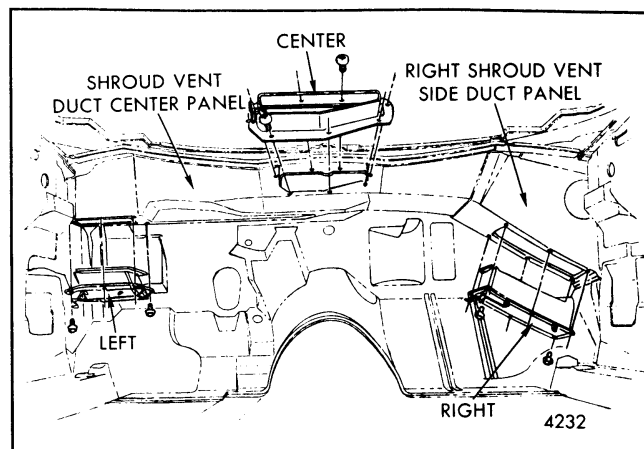 CENTER
SHROUD VENT
DUCT CENTER PANEL
RIGHT SHROUD VENT
SIDE DUCT PANEL
LEFT
RIGHT
4232